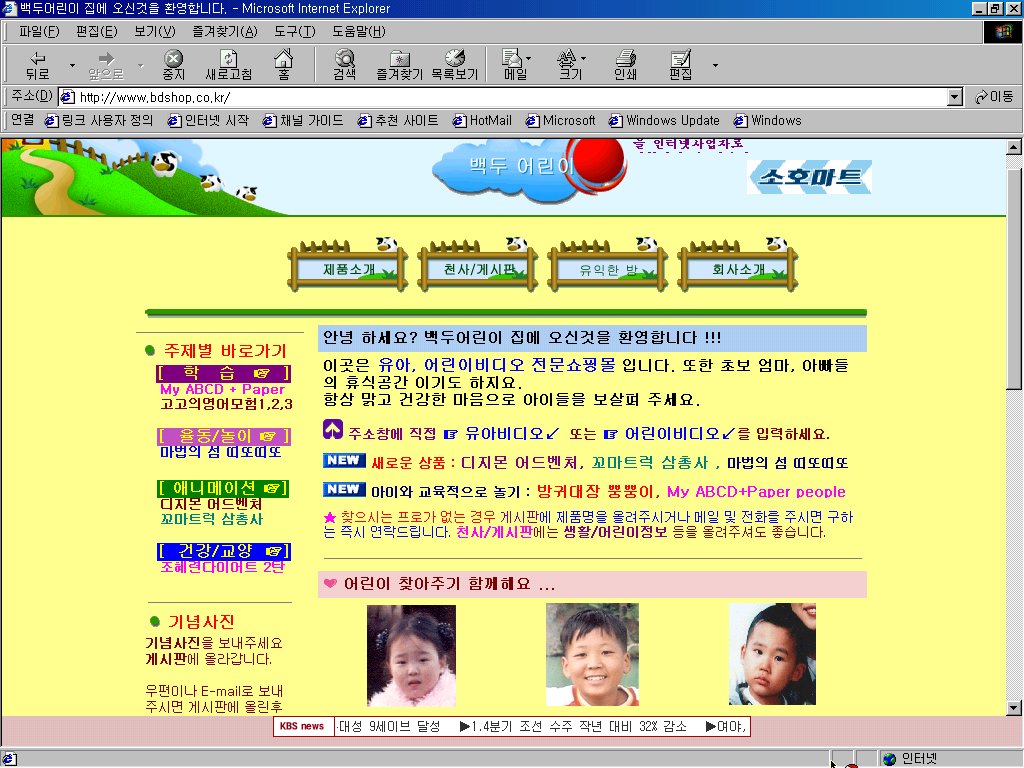 백두어린이 집에 오신것을 환영합니다. - Microsoft Internet Explorer
파일(F) 편집(E) 보기(V) 즐겨찾기(A) 도구(T) 도움말(H)
뒤로 앞으로 중지 새로고침 홈 검색 즐겨찾기 목록보기 메일 크기 인쇄 편집
주소(D) http://www.bdshop.co.kr/ 이동
연결 링크 사용자 정의 인터넷 시작 채널 가이드 추천 사이트 HotMail Microsoft Windows Update Windows
을 인터넷사업자로
백두 어린이
소호마트
제품소개 천사/게시판 유익한 방 회사소개
주제별 바로가기
[ 학 습 ☞ ]
My ABCD + Paper
고고의영어모험1,2,3
[ 율동/놀이 ☞ ]
마법의 섬 띠또띠또
[ 애니메이션 ☞ ]
디지몬 어드벤처
꼬마트럭 삼총사
[ 건강/교양 ☞ ]
조혜련다이어트 2탄
기념사진
기념사진을 보내주세요
게시판에 올라갑니다.
우편이나 E-mail로 보내
주시면 게시판에 올린후
안녕 하세요? 백두어린이 집에 오신것을 환영합니다 !!!
이곳은 유아, 어린이비디오 전문쇼핑몰 입니다. 또한 초보 엄마, 아빠들
의 휴식공간 이기도 하지요.
항상 맑고 건강한 마음으로 아이들을 보살펴 주세요.
주소창에 직접 ☞ 유아비디오↙ 또는 ☞ 어린이비디오↙를 입력하세요.
NEW 새로운 상품 : 디지몬 어드벤처, 꼬마트럭 삼총사 , 마법의 섬 띠또띠또
NEW 아이와 교육적으로 놀기 : 방귀대장 뿡뿡이, My ABCD+Paper people
★ 찾으시는 프로가 없는 경우 게시판에 제품명을 올려주시거나 메일 및 전화를 주시면 구하
는 즉시 연락드립니다. 천사/게시판에는 생활/어린이정보 등을 올려주셔도 좋습니다.
❤ 어린이 찾아주기 함께해요 ...
KBS news ·대성 9세이브 달성 ▶1.4분기 조선 수주 작년 대비 32% 감소 ▶여야,
인터넷